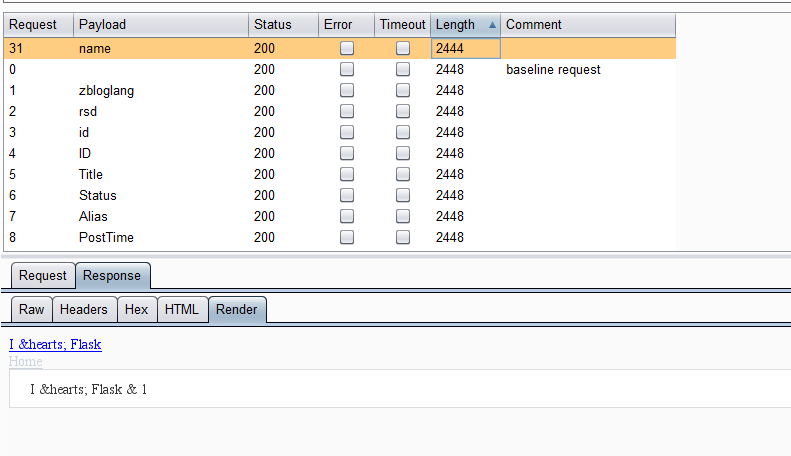 Request Payload Status Error Timeout Length Comment
31 name 200 2444
0 200 2448 baseline request
1 zbloglang 200 2448
2 rsd 200 2448
3 id 200 2448
4 ID 200 2448
5 Title 200 2448
6 Status 200 2448
7 Alias 200 2448
8 PostTime 200 2448
Request Response
Raw Headers Hex HTML Render
I &hearts; Flask
Home
I &hearts; Flask & 1